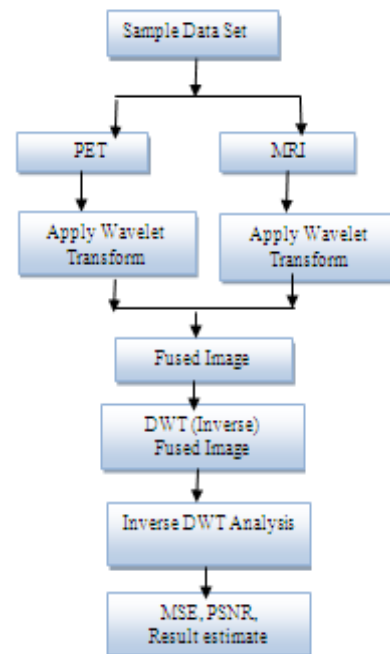 Sample Data Set
PET
MRI
Apply Wavelet
Transform
Apply Wavelet
Transform
Fused Image
DWT (Inverse)
Fused Image
Inverse DWT Analysis
MSE, PSNR,
Result estimate